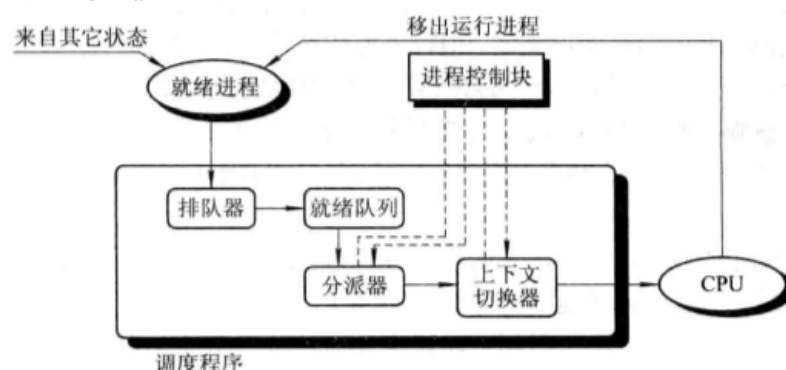 移出运行进程
来自其它状态
就绪进程
进程控制块
排队器
就绪队列
分派器
上下文
切换器
CPU
调度程序